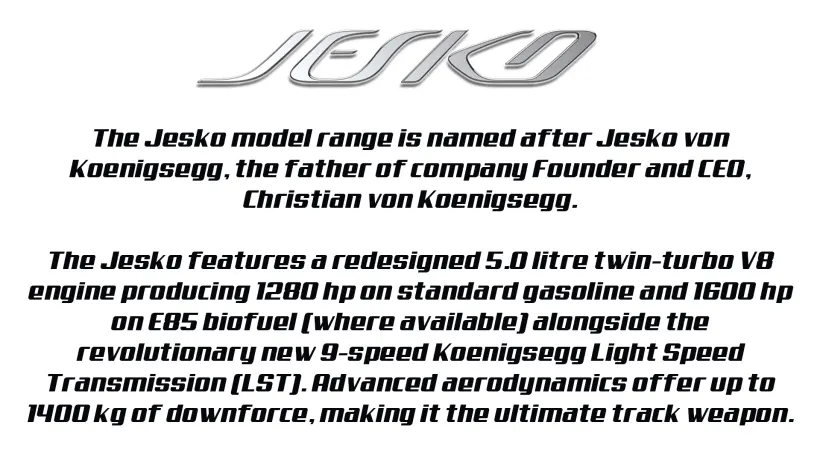 JESKO
The Jesko model range is named after Jesko von
Koenigsegg, the father of company Founder and CEO,
Christian von Koenigsegg.
The Jesko features a redesigned 5.0 litre twin-turbo V8
engine producing 1280 hp on standard gasoline and 1600 hp
on E85 biofuel (where available) alongside the
revolutionary new 9-speed Koenigsegg Light Speed
Transmission (LST). Advanced aerodynamics offer up to
1400 kg of downforce, making it the ultimate track weapon.